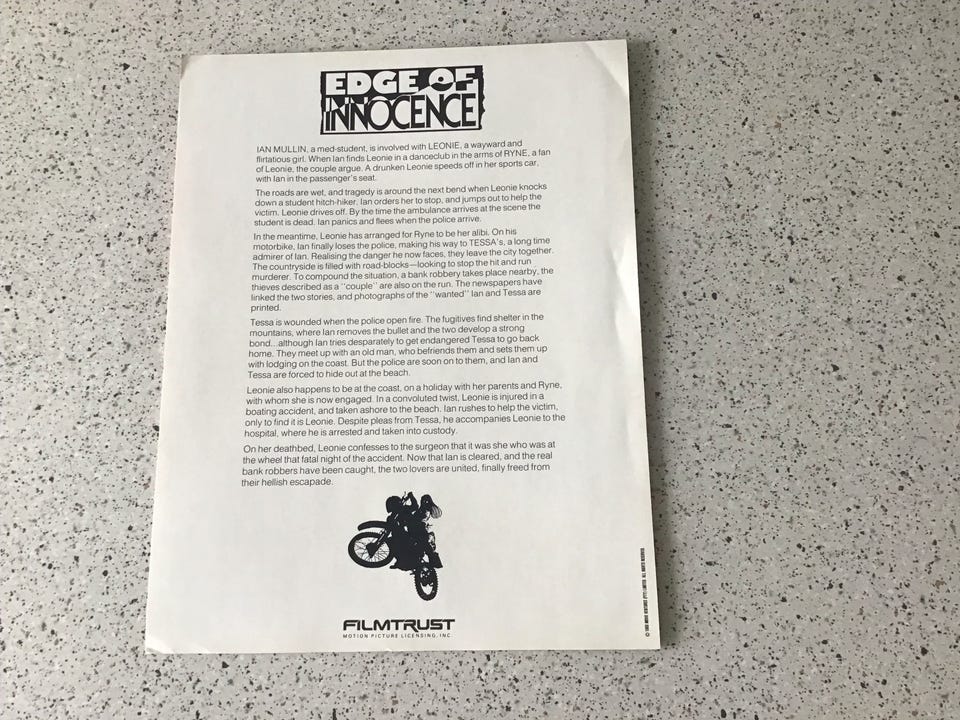 EDGE OF
INNOCENCE
IAN MULLIN, a med-student, is involved with LEONIE, a wayward and
flirtatious girl. When Ian finds Leonie in a danceclub in the arms of RYNE, a fan
of Leonie, the couple argue. A drunken Leonie speeds off in her sports car,
with Ian in the passenger's seat.
The roads are wet, and tragedy is around the next bend when Leonie knocks
down a student hitch-hiker. Ian orders her to stop, and jumps out to help the
victim. Leonie drives off. By the time the ambulance arrives at the scene the
student is dead. Ian panics and flees when the police arrive.
In the meantime, Leonie has arranged for Ryne to be her alibi. On his
motorbike, Ian finally loses the police, making his way to TESSA's, a long time
admirer of Ian. Realising the danger he now faces, they leave the city together.
The countryside is filled with road-blocks—looking to stop the hit and run
murderer. To compound the situation, a bank robbery takes place nearby, the
thieves described as a "couple" are also on the run. The newspapers have
linked the two stories, and photographs of the "wanted" Ian and Tessa are
printed.
Tessa is wounded when the police open fire. The fugitives find shelter in the
mountains, where Ian removes the bullet and the two develop a strong
bond...although Ian tries desparately to get endangered Tessa to go back
home. They meet up with an old man, who befriends them and sets them up
with lodging on the coast. But the police are soon on to them, and Ian and
Tessa are forced to hide out at the beach.
Leonie also happens to be at the coast, on a holiday with her parents and Ryne,
with whom she is now engaged. In a convoluted twist, Leonie is injured in a
boating accident, and taken ashore to the beach. Ian rushes to help the victim,
only to find it is Leonie. Despite pleas from Tessa, he accompanies Leonie to the
hospital, where he is arrested and taken into custody.
On her deathbed, Leonie confesses to the surgeon that it was she who was at
the wheel that fatal night of the accident. Now that Ian is cleared, and the real
bank robbers have been caught, the two lovers are united, finally freed from
their hellish escapade.
FILMTRUST
MOTION PICTURE LICENSING, INC.
ALL RIGHTS RESERVED